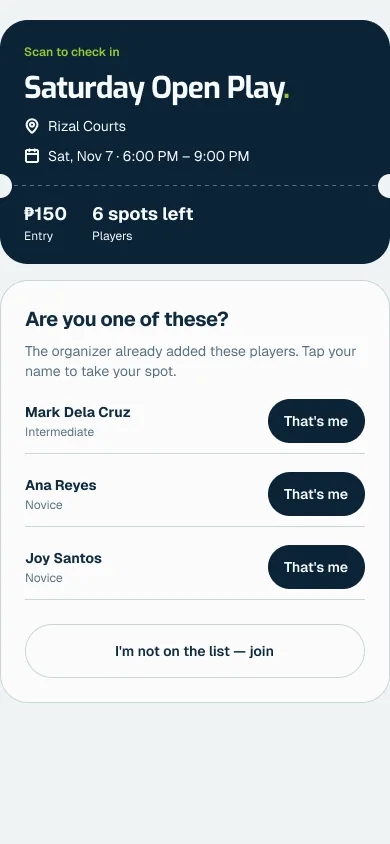 Scan to check in
Saturday Open Play.
Rizal Courts
Sat, Nov 7 · 6:00 PM – 9:00 PM
₱150 6 spots left
Entry Players
Are you one of these?
The organizer already added these players. Tap your
name to take your spot.
Mark Dela Cruz
Intermediate
That's me
Ana Reyes
Novice
That's me
Joy Santos
Novice
That's me
I'm not on the list — join